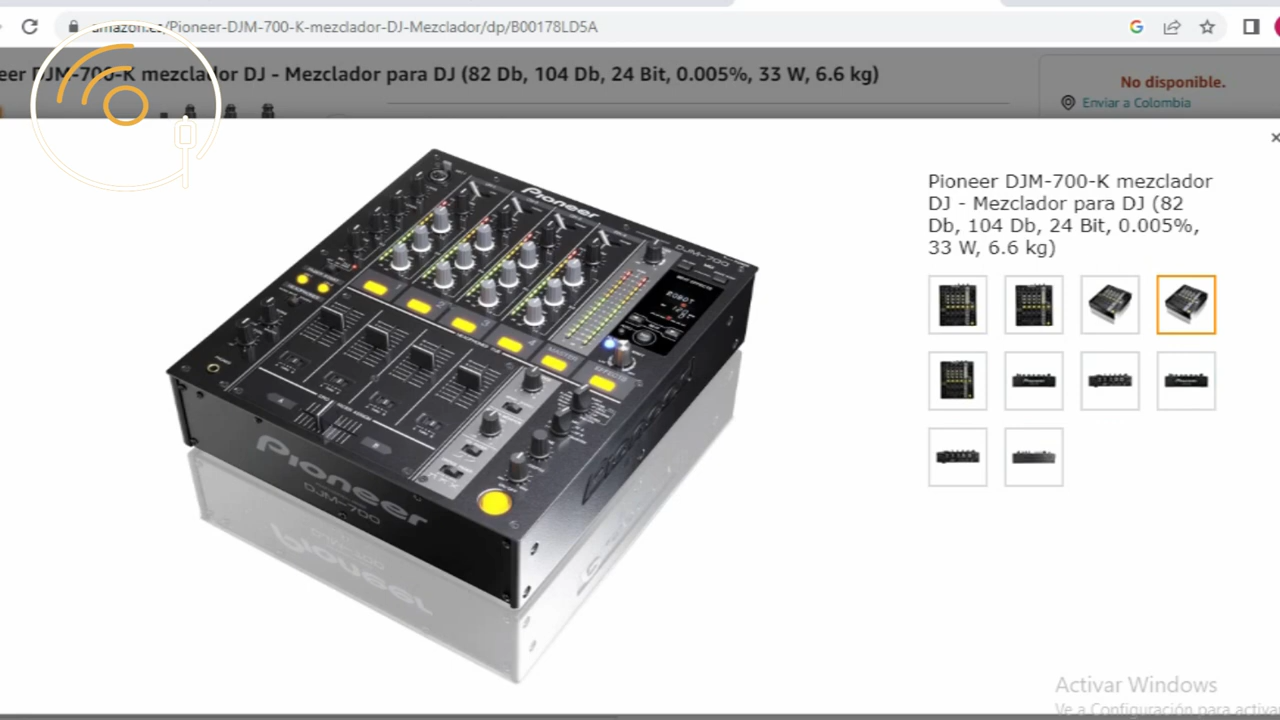 amazon.es/Pioneer-DJM-700-K-mezclador-DJ-Mezclador/dp/B00178LD5A
eer DJM-700-K mezclador DJ - Mezclador para DJ (82 Db, 104 Db, 24 Bit, 0.005%, 33 W, 6.6 kg)
No disponible.
Enviar a Colombia
Pioneer DJM-700-K mezclador
DJ - Mezclador para DJ (82
Db, 104 Db, 24 Bit, 0.005%,
33 W, 6.6 kg)
Pioneer
DJM-700
MASTER
EFFECTS
Pioneer
DJM-700
Activar Windows
Ve a Configuración para activar